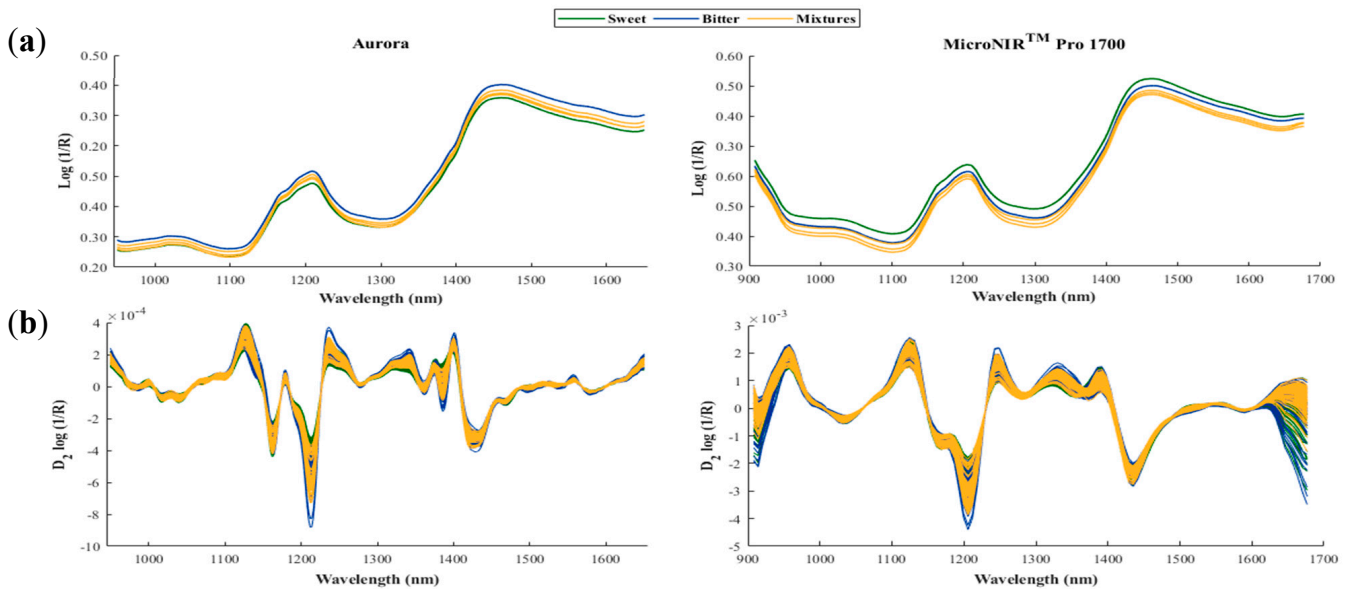 Sweet Bitter Mixtures
(a)
Aurora
MicroNIR™ Pro 1700
Log (1/R)
0.50
0.40
0.30
0.20
0.50
0.40
0.30
0.20
1000 1100 1200 1300 1400 1500 1600
Wavelength (nm)
Log (1/R)
0.60
0.50
0.40
0.30
0.60
0.50
0.40
0.30
900 1000 1100 1200 1300 1400 1500 1600 1700
Wavelength (nm)
(b)
×10⁻⁴
D₂ log (1/R)
4
2
0
-2
-4
-6
-8
-10
1000 1100 1200 1300 1400 1500 1600
Wavelength (nm)
×10⁻³
D₂ log (1/R)
3
2
1
0
-1
-2
-3
-4
-5
900 1000 1100 1200 1300 1400 1500 1600 1700
Wavelength (nm)